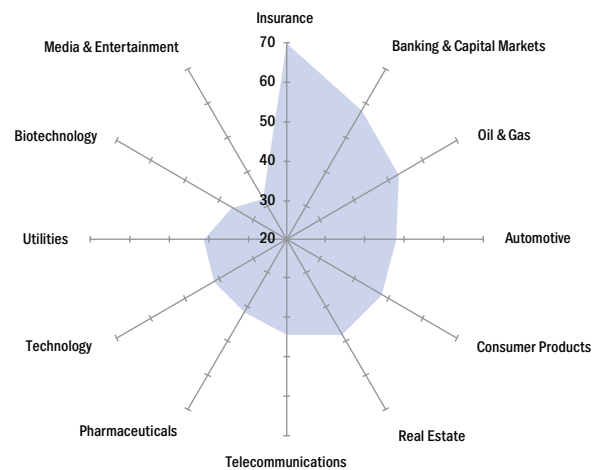 Insurance
70
Media & Entertainment
Banking & Capital Markets
60
50
Biotechnology
Oil & Gas
40
30
Utilities
20
Automotive
Technology
Consumer Products
Pharmaceuticals
Real Estate
Telecommunications